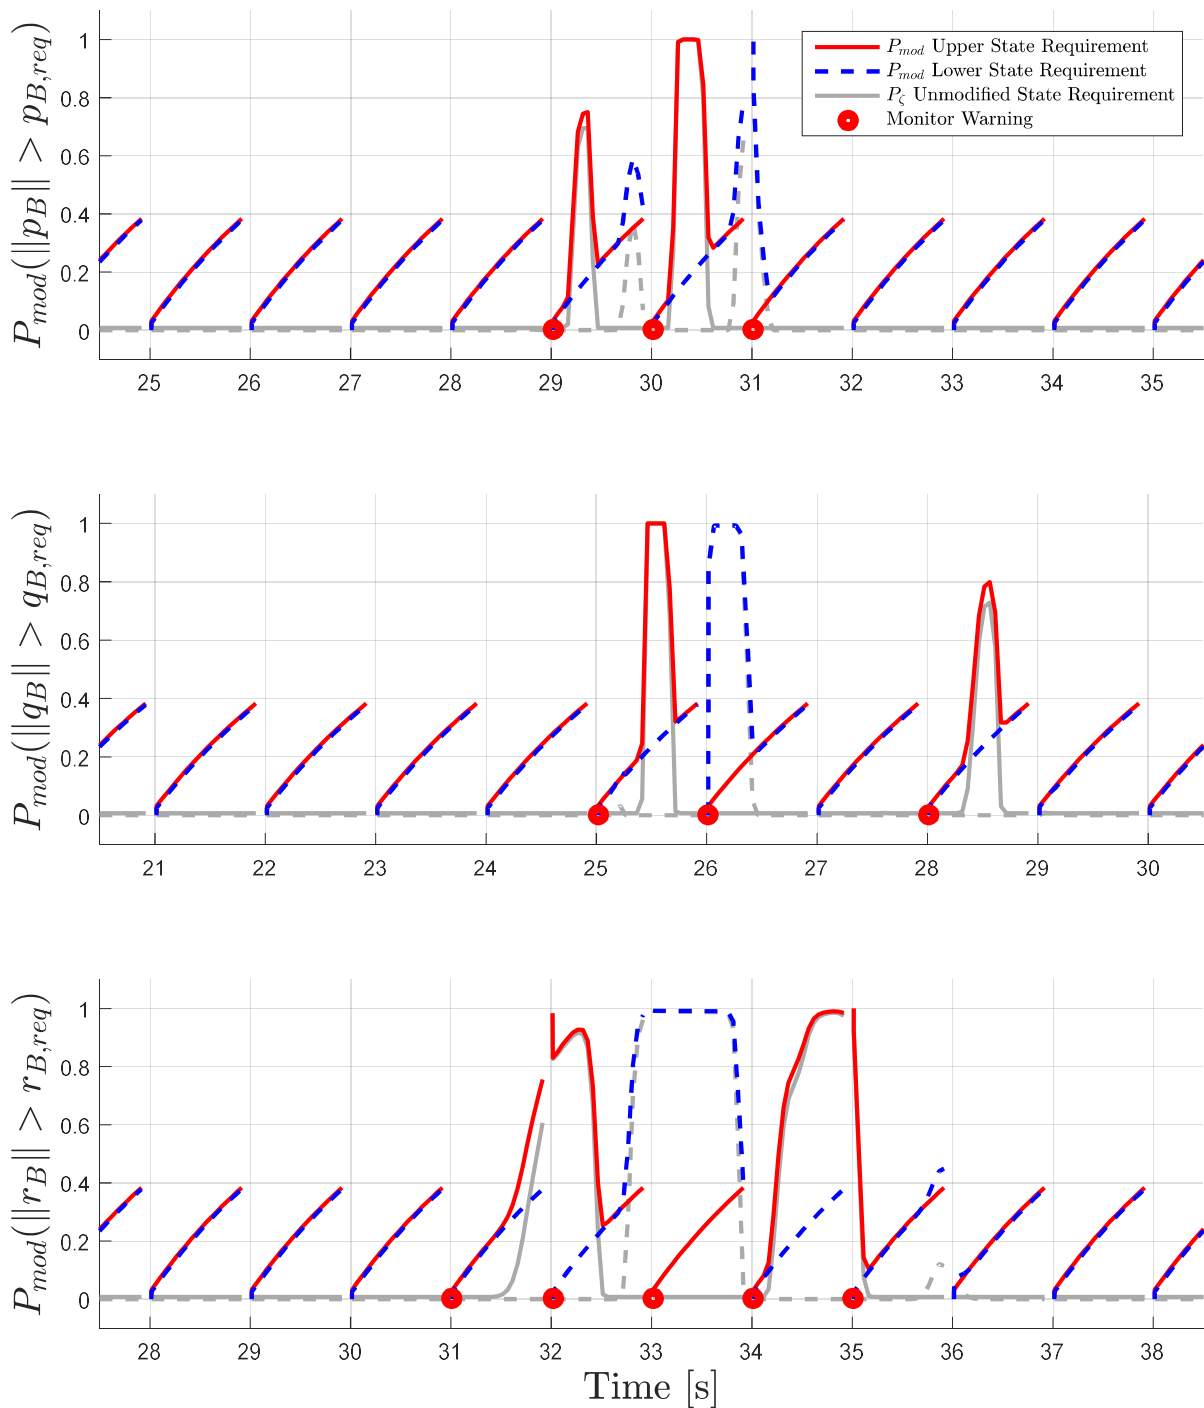 P_mod(||p_B|| > p_B,req)
1
0.8
0.6
0.4
0.2
0
P_mod Upper State Requirement
P_mod Lower State Requirement
P_ζ Unmodified State Requirement
Monitor Warning
25 26 27 28 29 30 31 32 33 34 35
P_mod(||q_B|| > q_B,req)
1
0.8
0.6
0.4
0.2
0
21 22 23 24 25 26 27 28 29 30
P_mod(||r_B|| > r_B,req)
1
0.8
0.6
0.4
0.2
0
28 29 30 31 32 33 34 35 36 37 38
Time [s]